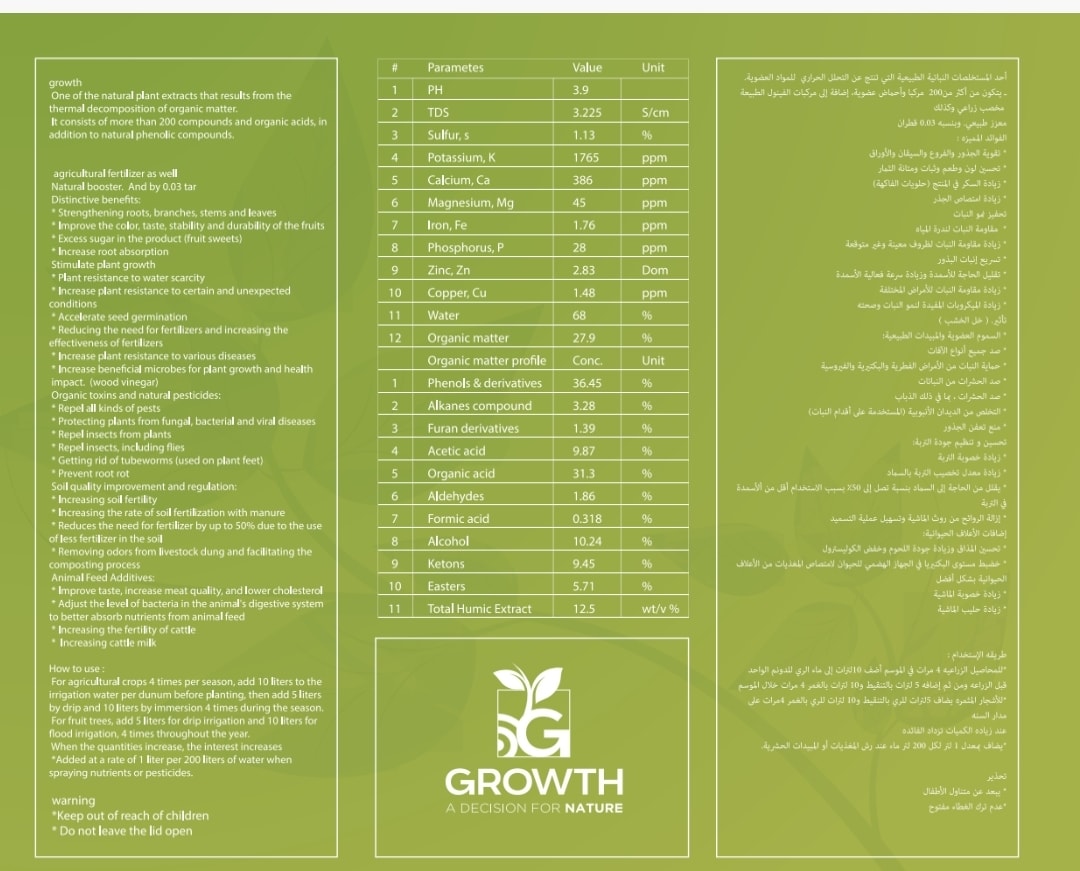 growth
One of the natural plant extracts that results from the
thermal decomposition of organic matter.
It consists of more than 200 compounds and organic acids, in
addition to natural phenolic compounds.
agricultural fertilizer as well
Natural booster. And by 0.03 tar
Distinctive benefits:
* Strengthening roots, branches, stems and leaves
* Improve the color, taste, stability and durability of the fruits
* Excess sugar in the product (fruit sweets)
* Increase root absorption
Stimulate plant growth
* Plant resistance to water scarcity
* Increase plant resistance to certain and unexpected
conditions
* Accelerate seed germination
* Reducing the need for fertilizers and increasing the
effectiveness of fertilizers
* Increase plant resistance to various diseases
* Increase beneficial microbes for plant growth and health
impact. (wood vinegar)
Organic toxins and natural pesticides:
* Repel all kinds of pests
* Protecting plants from fungal, bacterial and viral diseases
* Repel insects from plants
* Repel insects, including flies
* Getting rid of tubeworms (used on plant feet)
* Prevent root rot
Soil quality improvement and regulation:
* Increasing soil fertility
* Increasing the rate of soil fertilization with manure
* Reduces the need for fertilizer by up to 50% due to the use
of less fertilizer in the soil
* Removing odors from livestock dung and facilitating the
composting process
Animal Feed Additives:
* Improve taste, increase meat quality, and lower cholesterol
* Adjust the level of bacteria in the animal's digestive system
to better absorb nutrients from animal feed
* Increasing the fertility of cattle
* Increasing cattle milk
How to use :
For agricultural crops 4 times per season, add 10 liters to the
irrigation water per dunum before planting, then add 5 liters
by drip and 10 liters by immersion 4 times during the season.
For fruit trees, add 5 liters for drip irrigation and 10 liters for
flood irrigation, 4 times throughout the year.
When the quantities increase, the interest increases
*Added at a rate of 1 liter per 200 liters of water when
spraying nutrients or pesticides.
warning
*Keep out of reach of children
* Do not leave the lid open
# Parametes Value Unit
1 PH 3.9
2 TDS 3.225 S/cm
3 Sulfur, s 1.13 %
4 Potassium, K 1765 ppm
5 Calcium, Ca 386 ppm
6 Magnesium, Mg 45 ppm
7 Iron, Fe 1.76 ppm
8 Phosphorus, P 28 ppm
9 Zinc, Zn 2.83 Dom
10 Copper, Cu 1.48 ppm
11 Water 68 %
12 Organic matter 27.9 %
Organic matter profile Conc. Unit
1 Phenols & derivatives 36.45 %
2 Alkanes compound 3.28 %
3 Furan derivatives 1.39 %
4 Acetic acid 9.87 %
5 Organic acid 31.3 %
6 Aldehydes 1.86 %
7 Formic acid 0.318 %
8 Alcohol 10.24 %
9 Ketons 9.45 %
10 Easters 5.71 %
11 Total Humic Extract 12.5 wt/v %
G
GROWTH
A DECISION FOR NATURE
أحد المستخلصات النباتية الطبيعية التي تنتج عن التحلل الحراري للمواد العضوية.
ـ يتكون من أكثر من200 مركبا وأحماض عضوية، إضافة إلى مركبات الفينول الطبيعة
مخصب زراعي وكذلك
معزز طبيعي. وبنسبه 0.03 قطران
الفوائد المميزه :
* تقوية الجذور والفروع والسيقان والأوراق
* تحسين لون وطعم وثبات ومتانة الثمار
* زيادة السكر في المنتج (حلويات الفاكهة)
* زيادة امتصاص الجذر
تحفيز نمو النبات
* مقاومة النبات لندرة المياه
* زيادة مقاومة النبات لظروف معينة وغير متوقعة
* تسريع إنبات البذور
* تقليل الحاجة للأسمدة وزيادة سرعة فعالية الأسمدة
* زيادة مقاومة النبات للأمراض المختلفة
* زيادة الميكروبات المفيدة لنمو النبات وصحته
تأثير. ( خل الخشب )
* السموم العضوية والمبيدات الطبيعية:
* صد جميع أنواع الآفات
* حماية النبات من الأمراض الفطرية والبكتيرية والفيروسية
* صد الحشرات من النباتات
* صد الحشرات ، بما في ذلك الذباب
* التخلص من الديدان الأنبوبية (المستخدمة على أقدام النبات)
* منع تعفن الجذور
تحسين و تنظيم جودة التربة:
* زيادة خصوبة التربة
* زيادة معدل تخصيب التربة بالسماد
* يقلل من الحاجة إلى السماد بنسبة تصل إلى 50٪ بسبب الاستخدام أقل من الأسمدة
في التربة
* إزالة الروائح من روث الماشية وتسهيل عملية التسميد
إضافات الأعلاف الحيوانية:
* تحسين المذاق وزيادة جودة اللحوم وخفض الكوليسترول
* ضبط مستوى البكتيريا في الجهاز الهضمي للحيوان لامتصاص المغذيات من الأعلاف
الحيوانية بشكل أفضل
* زيادة خصوبة الماشية
* زيادة حليب الماشية
طريقه الإستخدام :
*للمحاصيل الزراعيه 4 مرات في الموسم أضف 10لترات إلى ماء الري للدونم الواحد
قبل الزراعه ومن ثم إضافه 5 لترات بالتنقيط و10 لترات بالغمر 4 مرات خلال الموسم
*للأشجار المثمره يضاف 5لترات للري بالتنقيط و10 لترات للري بالغمر 4مرات على
مدار السنه
عند زياده الكميات تزداد الفائده
*يضاف بمعدل 1 لتر لكل 200 لتر ماء عند رش المغذيات أو المبيدات الحشرية.
تحذير
* يبعد عن متناول الأطفال
*عدم ترك الغطاء مفتوح